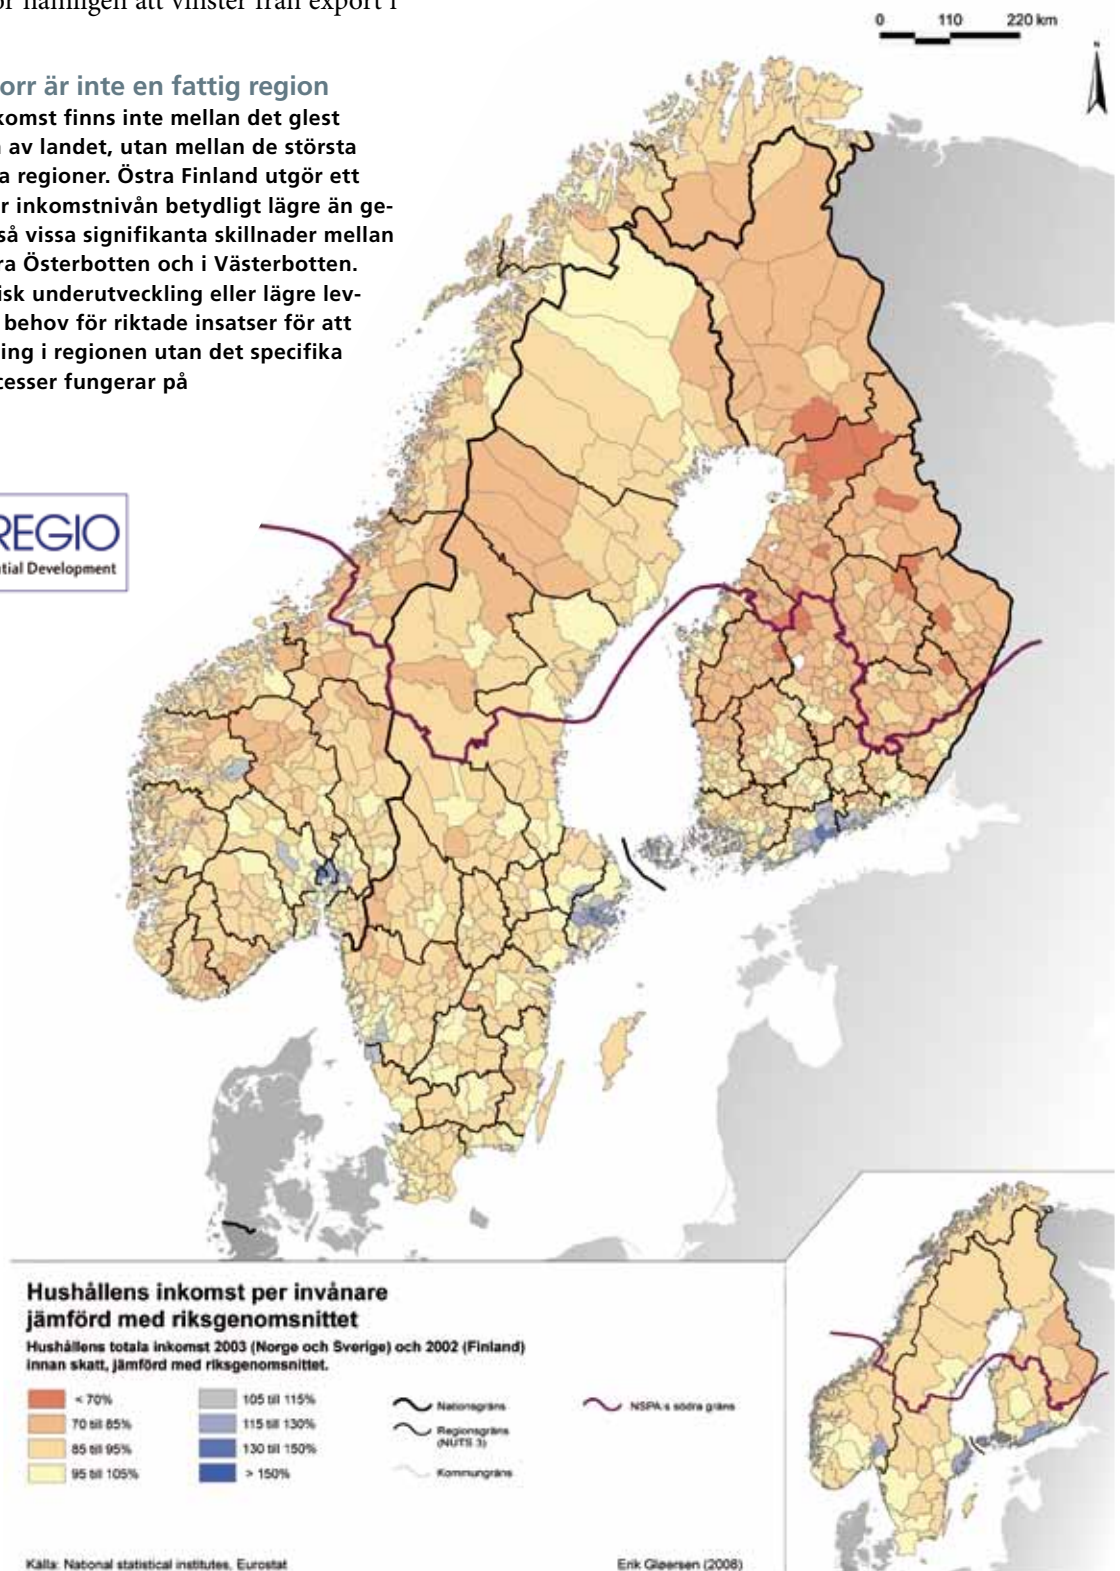 or nämligen att vinster från export i
0 110 220 km
N
orr är inte en fattig region
komst finns inte mellan det glest
av landet, utan mellan de största
a regioner. Östra Finland utgör ett
r inkomstnivån betydligt lägre än ge-
så vissa signifikanta skillnader mellan
ra Österbotten och i Västerbotten.
isk underutveckling eller lägre lev-
behov för riktade insatser för att
ing i regionen utan det specifika
cesser fungerar på
REGIO
tial Development
Hushållens inkomst per invånare
jämförd med riksgenomsnittet
Hushållens totala inkomst 2003 (Norge och Sverige) och 2002 (Finland)
innan skatt, jämförd med riksgenomsnittet.
< 70%
70 till 85%
85 till 95%
95 till 105%
105 till 115%
115 till 130%
130 till 150%
> 150%
Nationsgräns
Regionsgräns
(NUTS 3)
Kommungräns
NSPA:s södra gräns
Källa: National statistical institutes, Eurostat
Erik Gløersen (2008)